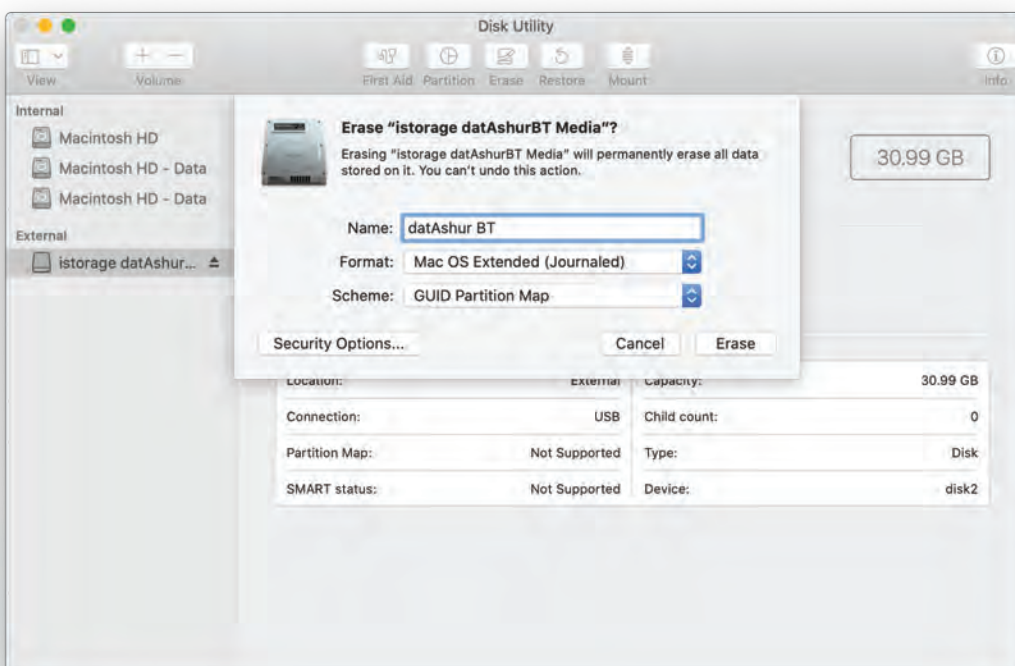 Disk Utility
View
Volume
First Aid Partition Erase Restore Mount
Info
Internal
Macintosh HD
Macintosh HD - Data
Macintosh HD - Data
External
istorage datAshur...
Erase “istorage datAshurBT Media”?
Erasing “istorage datAshurBT Media” will permanently erase all data
stored on it. You can’t undo this action.
Name: datAshur BT
Format: Mac OS Extended (Journaled)
Scheme: GUID Partition Map
Security Options...
Cancel
Erase
30.99 GB
Location: External
Capacity: 30.99 GB
Connection: USB
Child count: 0
Partition Map: Not Supported
Type: Disk
SMART status: Not Supported
Device: disk2